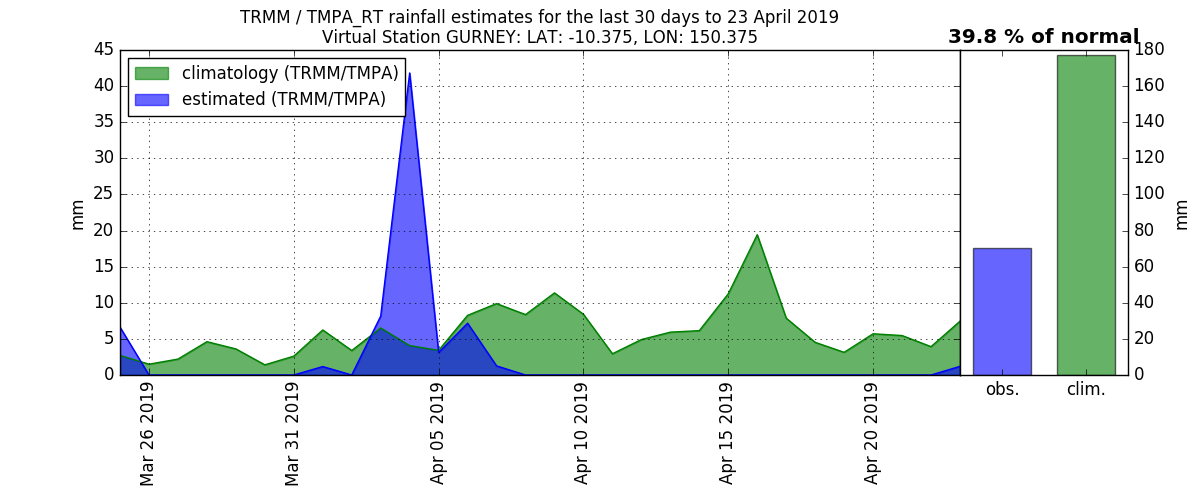 TRMM / TMPA_RT rainfall estimates for the last 30 days to 23 April 2019
Virtual Station GURNEY: LAT: -10.375, LON: 150.375
39.8 % of normal
climatology (TRMM/TMPA)
estimated (TRMM/TMPA)
mm
45
40
35
30
25
20
15
10
5
0
Mar 26 2019
Mar 31 2019
Apr 05 2019
Apr 10 2019
Apr 15 2019
Apr 20 2019
obs.
clim.
180
160
140
120
100
80
60
40
20
0
mm